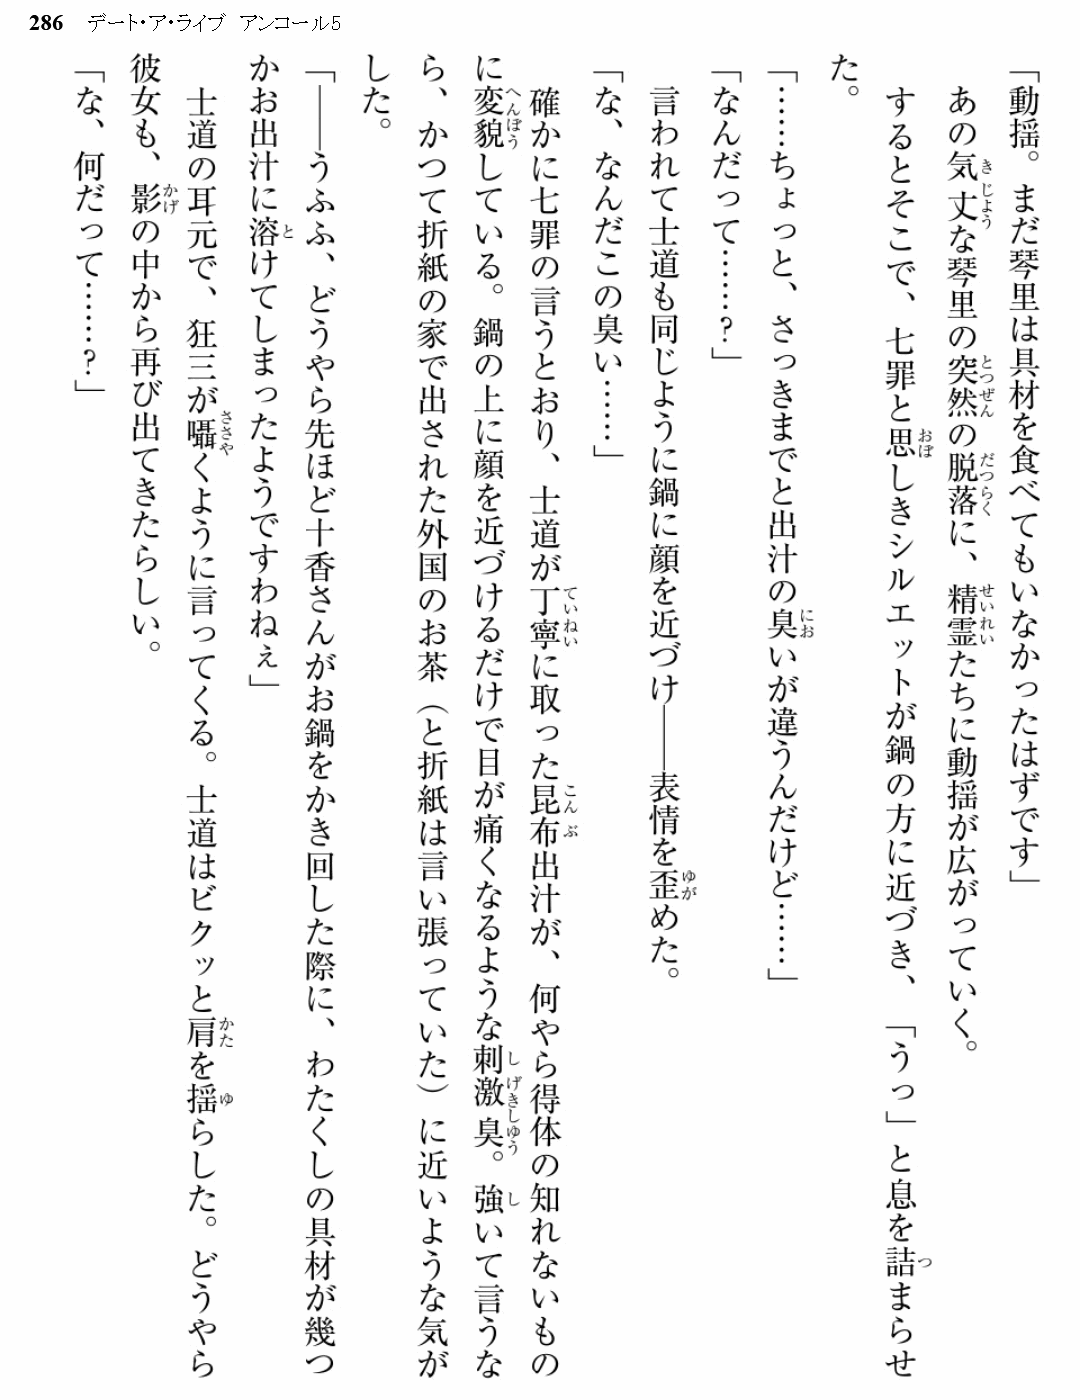 286 デート・ア・ライブ アンコール5
「動揺。まだ琴里は具材を食べてもいなかったはずです」
あの気丈な琴里の突然の脱落に、精霊たちに動揺が広がっていく。
するとそこで、七罪と思しきシルエットが鍋の方に近づき、「うっ」と息を詰まらせ
た。
「……ちょっと、さっきまでと出汁の臭いが違うんだけど……」
「なんだって……?」
言われて士道も同じように鍋に顔を近づけ――表情を歪めた。
「な、なんだこの臭い……」
確かに七罪の言うとおり、士道が丁寧に取った昆布出汁が、何やら得体の知れないもの
に変貌している。鍋の上に顔を近づけるだけで目が痛くなるような刺激臭。強いて言うな
ら、かつて折紙の家で出された外国のお茶（と折紙は言い張っていた）に近いような気が
した。
「――うふふ、どうやら先ほど十香さんがお鍋をかき回した際に、わたくしの具材が幾つ
かお出汁に溶けてしまったようですわねぇ」
士道の耳元で、狂三が囁くように言ってくる。士道はビクッと肩を揺らした。どうやら
彼女も、影の中から再び出てきたらしい。
「な、何だって……?」